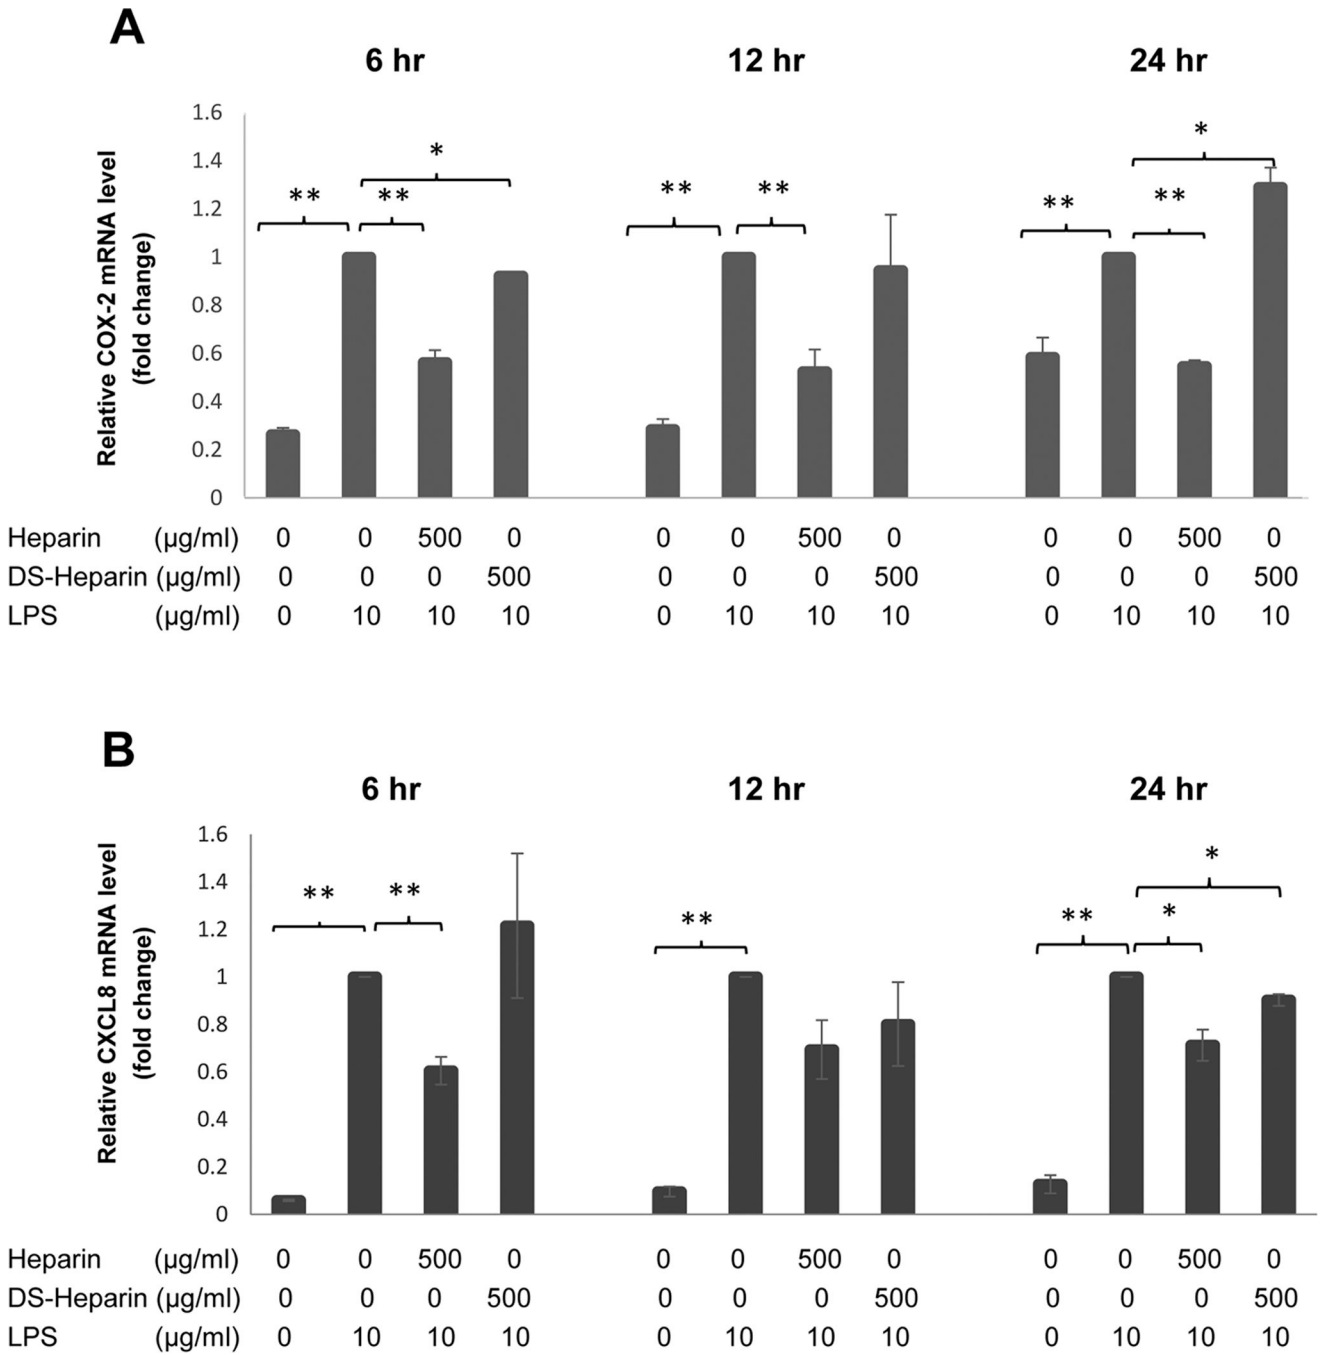 A
6 hr 12 hr 24 hr
Relative COX-2 mRNA level
(fold change)
1.6
1.4
1.2
1
0.8
0.6
0.4
0.2
0
** ** *
** **
** ** *
Heparin (µg/ml) 0 0 500 0 0 0 500 0 0 0 500 0
DS-Heparin (µg/ml) 0 0 0 500 0 0 0 500 0 0 0 500
LPS (µg/ml) 0 10 10 10 0 10 10 10 0 10 10 10
B
6 hr 12 hr 24 hr
Relative CXCL8 mRNA level
(fold change)
1.6
1.4
1.2
1
0.8
0.6
0.4
0.2
0
** **
**
** * *
Heparin (µg/ml) 0 0 500 0 0 0 500 0 0 0 500 0
DS-Heparin (µg/ml) 0 0 0 500 0 0 0 500 0 0 0 500
LPS (µg/ml) 0 10 10 10 0 10 10 10 0 10 10 10